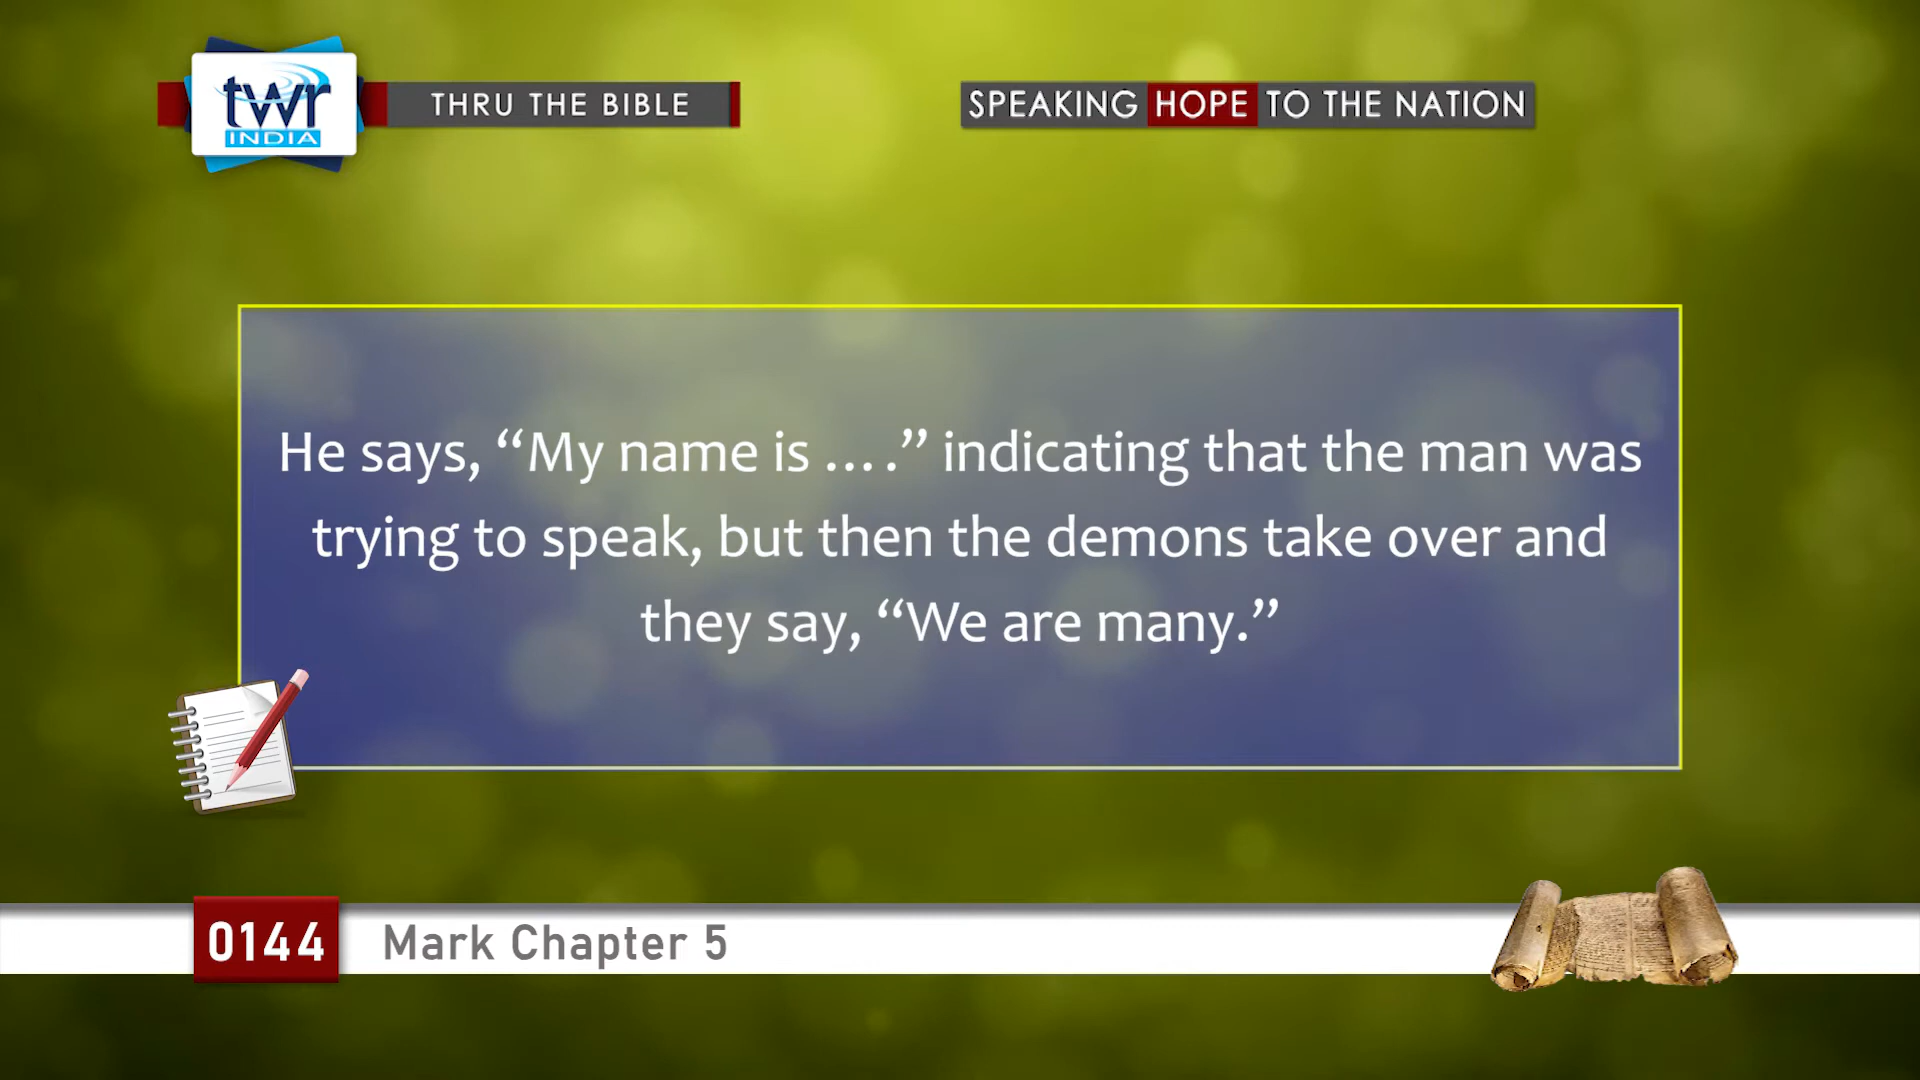 twr
INDIA
THRU THE BIBLE
SPEAKING HOPE TO THE NATION
He says, “My name is ….” indicating that the man was
trying to speak, but then the demons take over and
they say, “We are many.”
0144
Mark Chapter 5